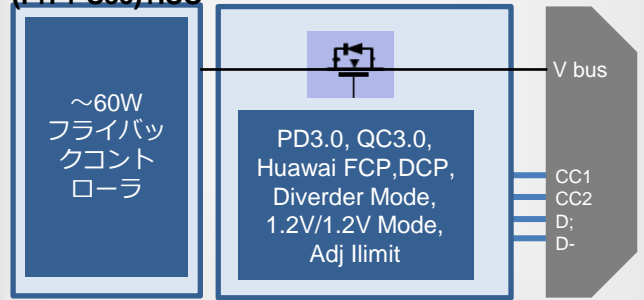 ～60W
フライバッ
クコント
ローラ
PD3.0, QC3.0,
Huawai FCP,DCP,
Diverder Mode,
1.2V/1.2V Mode,
Adj Ilimit
V bus
CC1
CC2
D;
D-